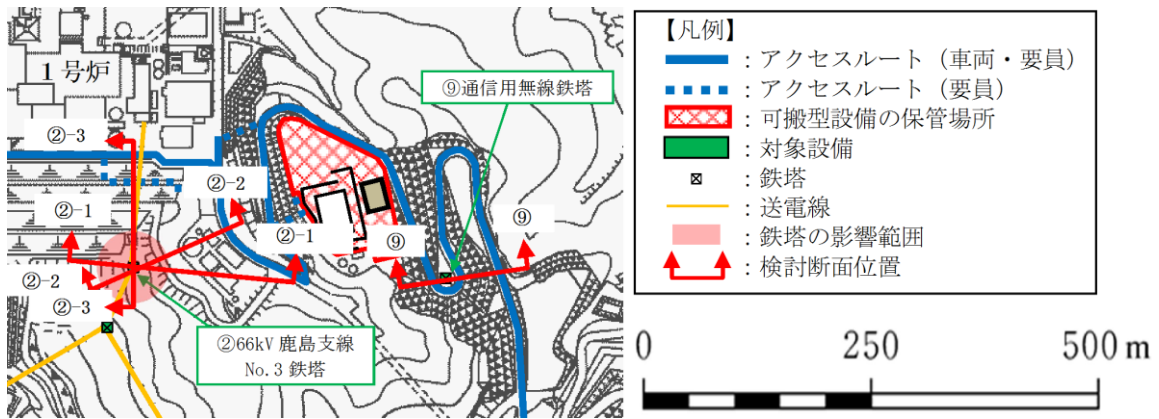 1号炉
②-3
②-2
②-1
②-1
②-2
②-3
⑨
⑨
⑨通信用無線鉄塔
②66kV 鹿島支線
No.3 鉄塔
【凡例】
：アクセスルート（車両・要員）
：アクセスルート（要員）
：可搬型設備の保管場所
：対象設備
：鉄塔
：送電線
：鉄塔の影響範囲
：検討断面位置
0 250 500 m